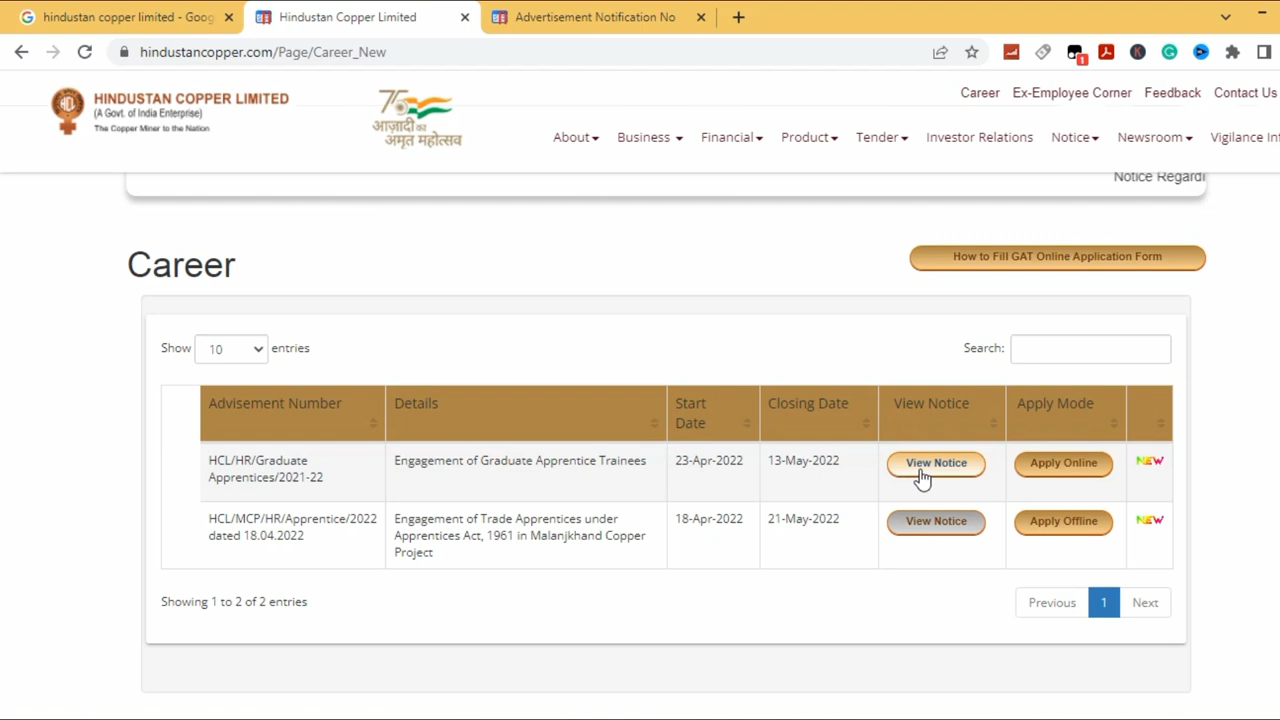 hindustan copper limited - Goog
Hindustan Copper Limited
Advertisement Notification No
hindustancopper.com/Page/Career_New
1
HINDUSTAN COPPER LIMITED
(A Govt. of India Enterprise)
The Copper Miner to the Nation
75
आज़ादी का
अमृत महोत्सव
Career Ex-Employee Corner Feedback Contact Us
About Business Financial Product Tender Investor Relations Notice Newsroom Vigilance Inf
Notice Regardi
Career
How to Fill GAT Online Application Form
Show 10 entries
Search:
Advisement Number Details Start Date Closing Date View Notice Apply Mode
HCL/HR/Graduate Apprentices/2021-22 Engagement of Graduate Apprentice Trainees 23-Apr-2022 13-May-2022 View Notice Apply Online NEW
HCL/MCP/HR/Apprentice/2022 dated 18.04.2022 Engagement of Trade Apprentices under Apprentices Act, 1961 in Malanjkhand Copper Project 18-Apr-2022 21-May-2022 View Notice Apply Offline NEW
Showing 1 to 2 of 2 entries
Previous 1 Next